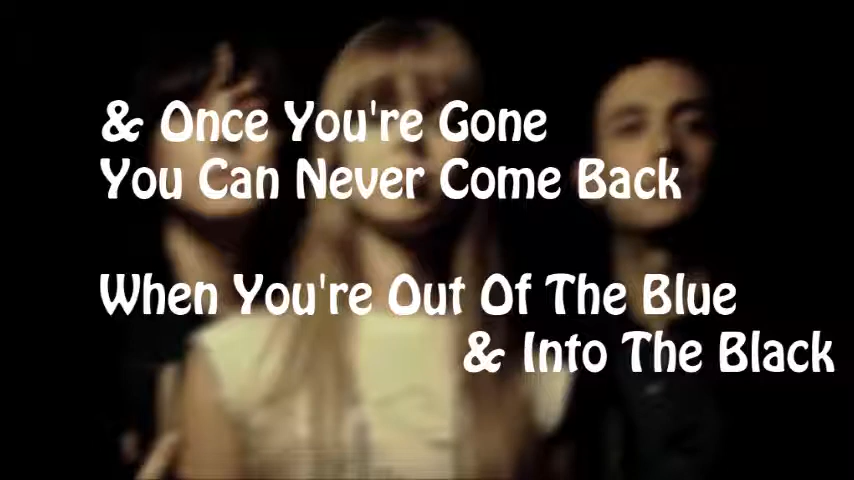 & Once You're Gone
You Can Never Come Back
When You're Out Of The Blue
& Into The Black